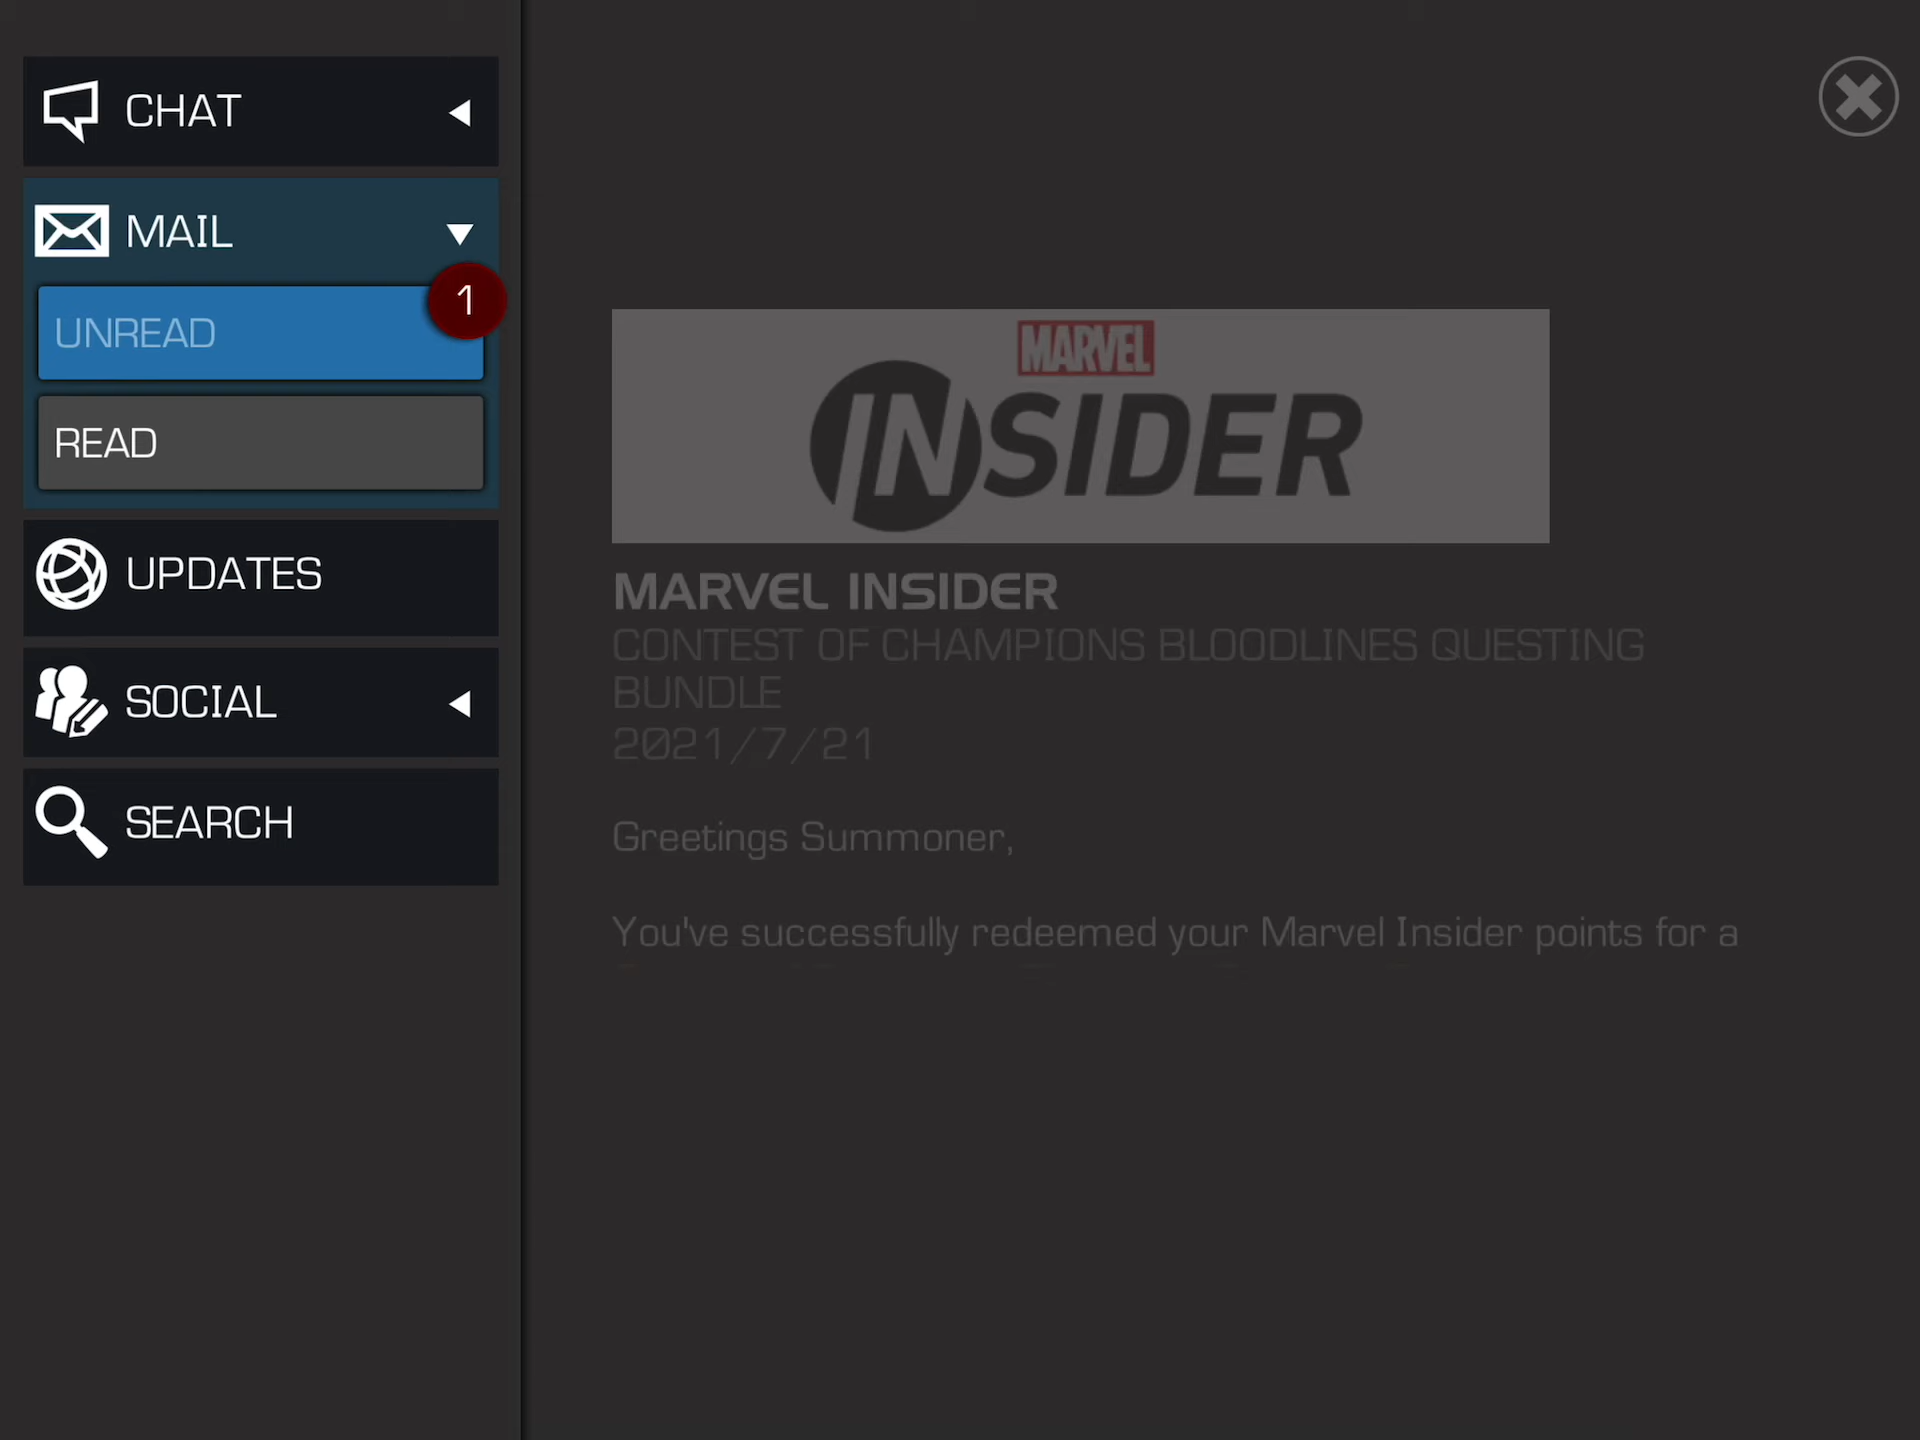 CHAT
MAIL
1
UNREAD
READ
UPDATES
SOCIAL
SEARCH
MARVEL
INSIDER
MARVEL INSIDER
CONTEST OF CHAMPIONS BLOODLINES QUESTING
BUNDLE
2021/7/21
Greetings Summoner,
You've successfully redeemed your Marvel Insider points for a